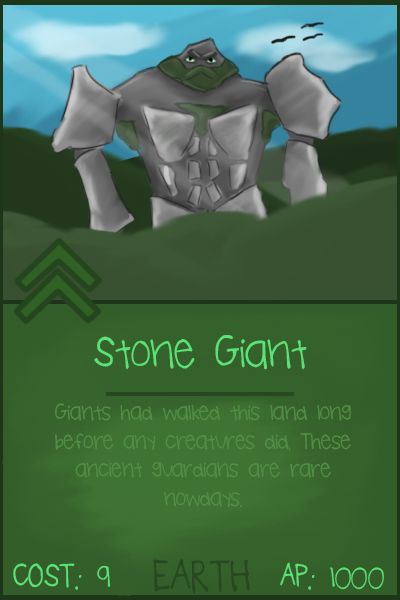 Stone Giant
Giants had walked this land long
before any creatures did. These
ancient guardians are rare
nowdays.
COST: 9 EARTH AP: 1000